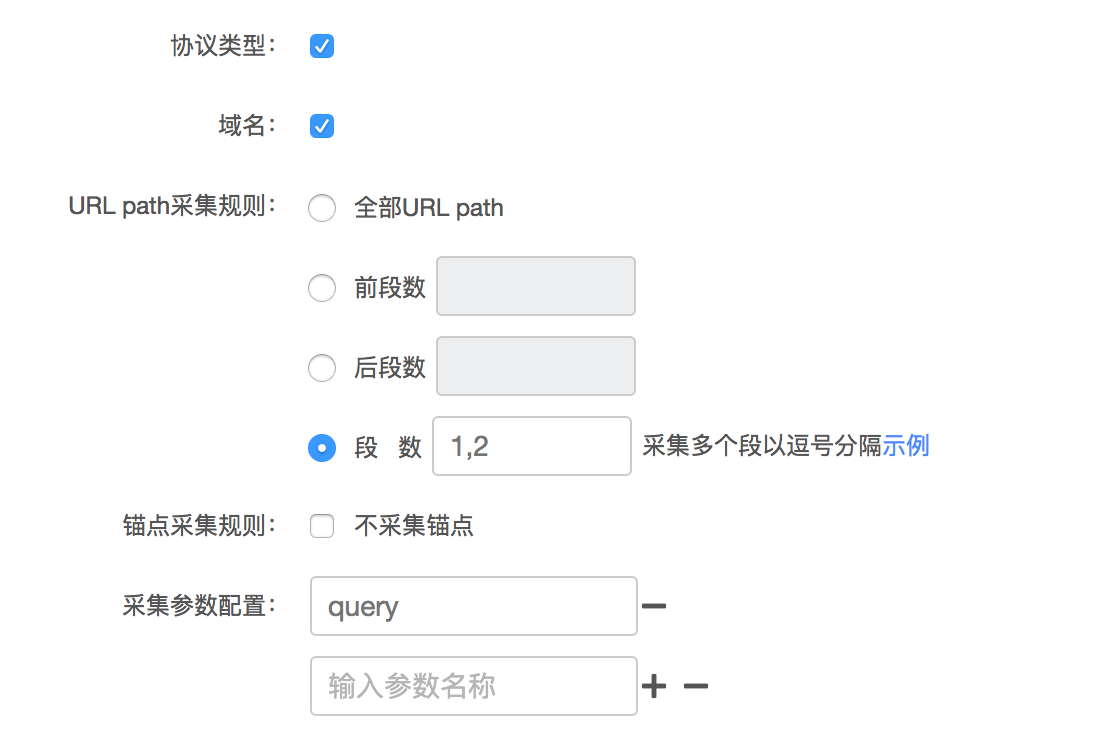 协议类型：
域名：
URL path采集规则： 全部URL path
前段数
后段数
段 数 1,2 采集多个段以逗号分隔示例
锚点采集规则： 不采集锚点
采集参数配置： query
输入参数名称